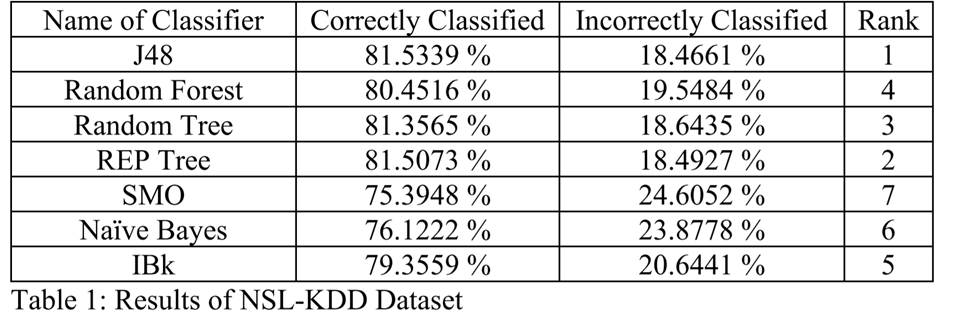 Name of Classifier Correctly Classified Incorrectly Classified Rank
J48 81.5339 % 18.4661 % 1
Random Forest 80.4516 % 19.5484 % 4
Random Tree 81.3565 % 18.6435 % 3
REP Tree 81.5073 % 18.4927 % 2
SMO 75.3948 % 24.6052 % 7
Naïve Bayes 76.1222 % 23.8778 % 6
IBk 79.3559 % 20.6441 % 5
Table 1: Results of NSL-KDD Dataset